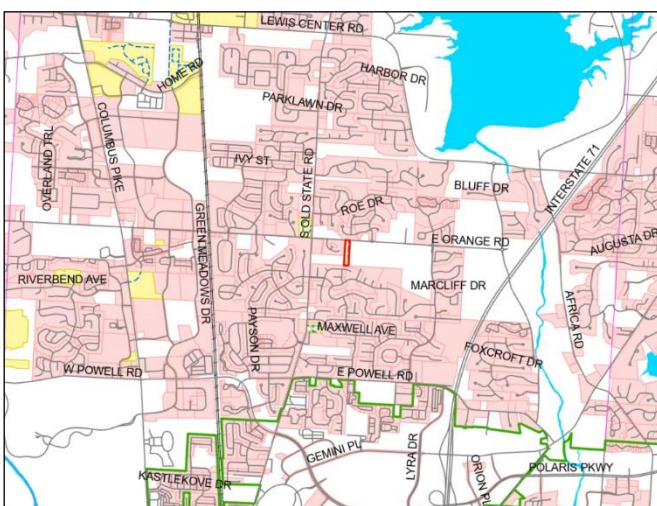 LEWIS CENTER RD
HARBOR DR
HOME RD
PARKLAWN DR
OVERLAND TRL
COLUMBUS PIKE
IVY ST
S OLD STATE RD
INTERSTATE 71
BLUFF DR
ROE DR
GREEN MEADOWS DR
E ORANGE RD
AUGUSTA DR
RIVERBEND AVE
MARCLIFF DR
AFRICA RD
PAYSON DR
MAXWELL AVE
FOXCROFT DR
W POWELL RD
E POWELL RD
GEMINI PL
LYRA DR
ORION PL
POLARIS PKWY
KASTLEKOVE DR